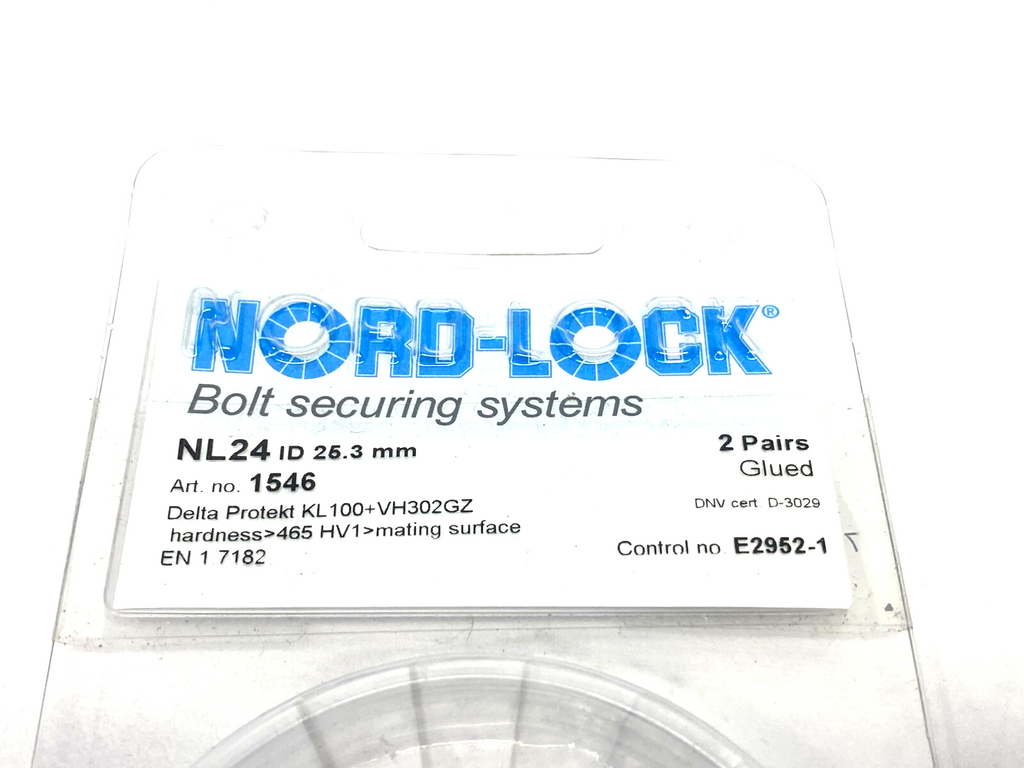 NORD-LOCK®
Bolt securing systems
NL24 ID 25.3 mm
2 Pairs
Art. no. 1546
Glued
Delta Protekt KL100+VH302GZ
DNV cert. D-3029
hardness>465 HV1>mating surface
EN 1.7182
Control no. E2952-1